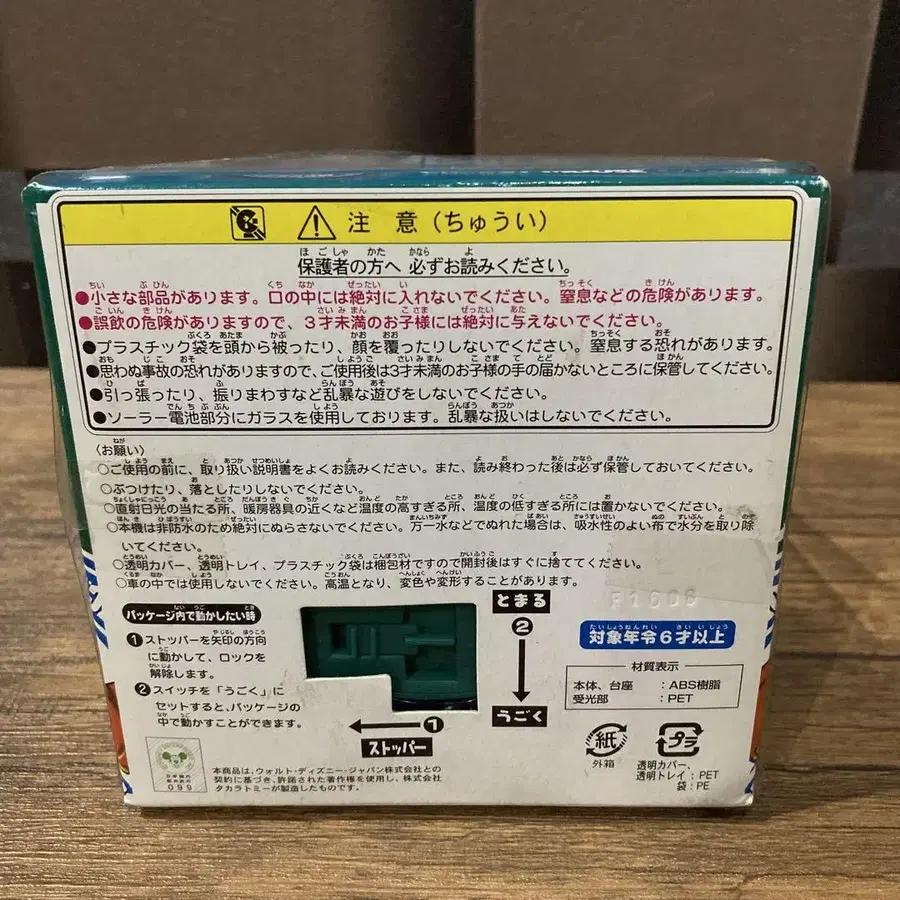 注意(ちゅうい)
保護者の方へ 必ずお読みください。
●小さな部品があります。口の中には絶対に入れないでください。窒息などの危険があります。
●誤飲の危険がありますので、3才未満のお子様には絶対に与えないでください。
●プラスチック袋を頭から被ったり、顔を覆ったりしないでください。窒息する恐れがあります。
●思わぬ事故の恐れがありますので、ご使用後は3才未満のお子様の手の届かないところに保管してください。
●引っ張ったり、振りまわすなど乱暴な遊びをしないでください。
●ソーラー電池部分にガラスを使用しております。乱暴な扱いはしないでください。
〈お願い〉
○ご使用の前に、取り扱い説明書をよくお読みください。また、読み終わった後は必ず保管しておいてください。
○ぶつけたり、落としたりしないでください。
○直射日光の当たる所、暖房器具の近くなど温度の高すぎる所、温度の低すぎる所には置かないでください。
○本機は非防水のため絶対にぬらさないでください。万一水などでぬれた場合は、吸水性のよい布で水分を取り除
いてください。
○透明カバー、透明トレイ、プラスチック袋は梱包材ですので開封後はすぐに捨ててください。
○車の中では使用しないでください。高温となり、変色や変形することがあります。
パッケージ内で動かしたい時
①ストッパーを矢印の方向
に動かして、ロックを
解除します。
②スイッチを「うごく」に
セットすると、パッケージの
中で動かすことができます。
とまる
②
うごく
①
ストッパー
F1606
たいしょうねんれい さいいじょう
対象年令6才以上
材質表示
本体、台座 :ABS樹脂
受光部 :PET
紙
外箱
プラ
透明カバー、
透明トレイ:PET
袋:PE
099
本商品は、ウォルト・ディズニー・ジャパン株式会社との
契約に基づき、許諾された著作権を使用し、株式会社
タカラトミーが製造したものです。